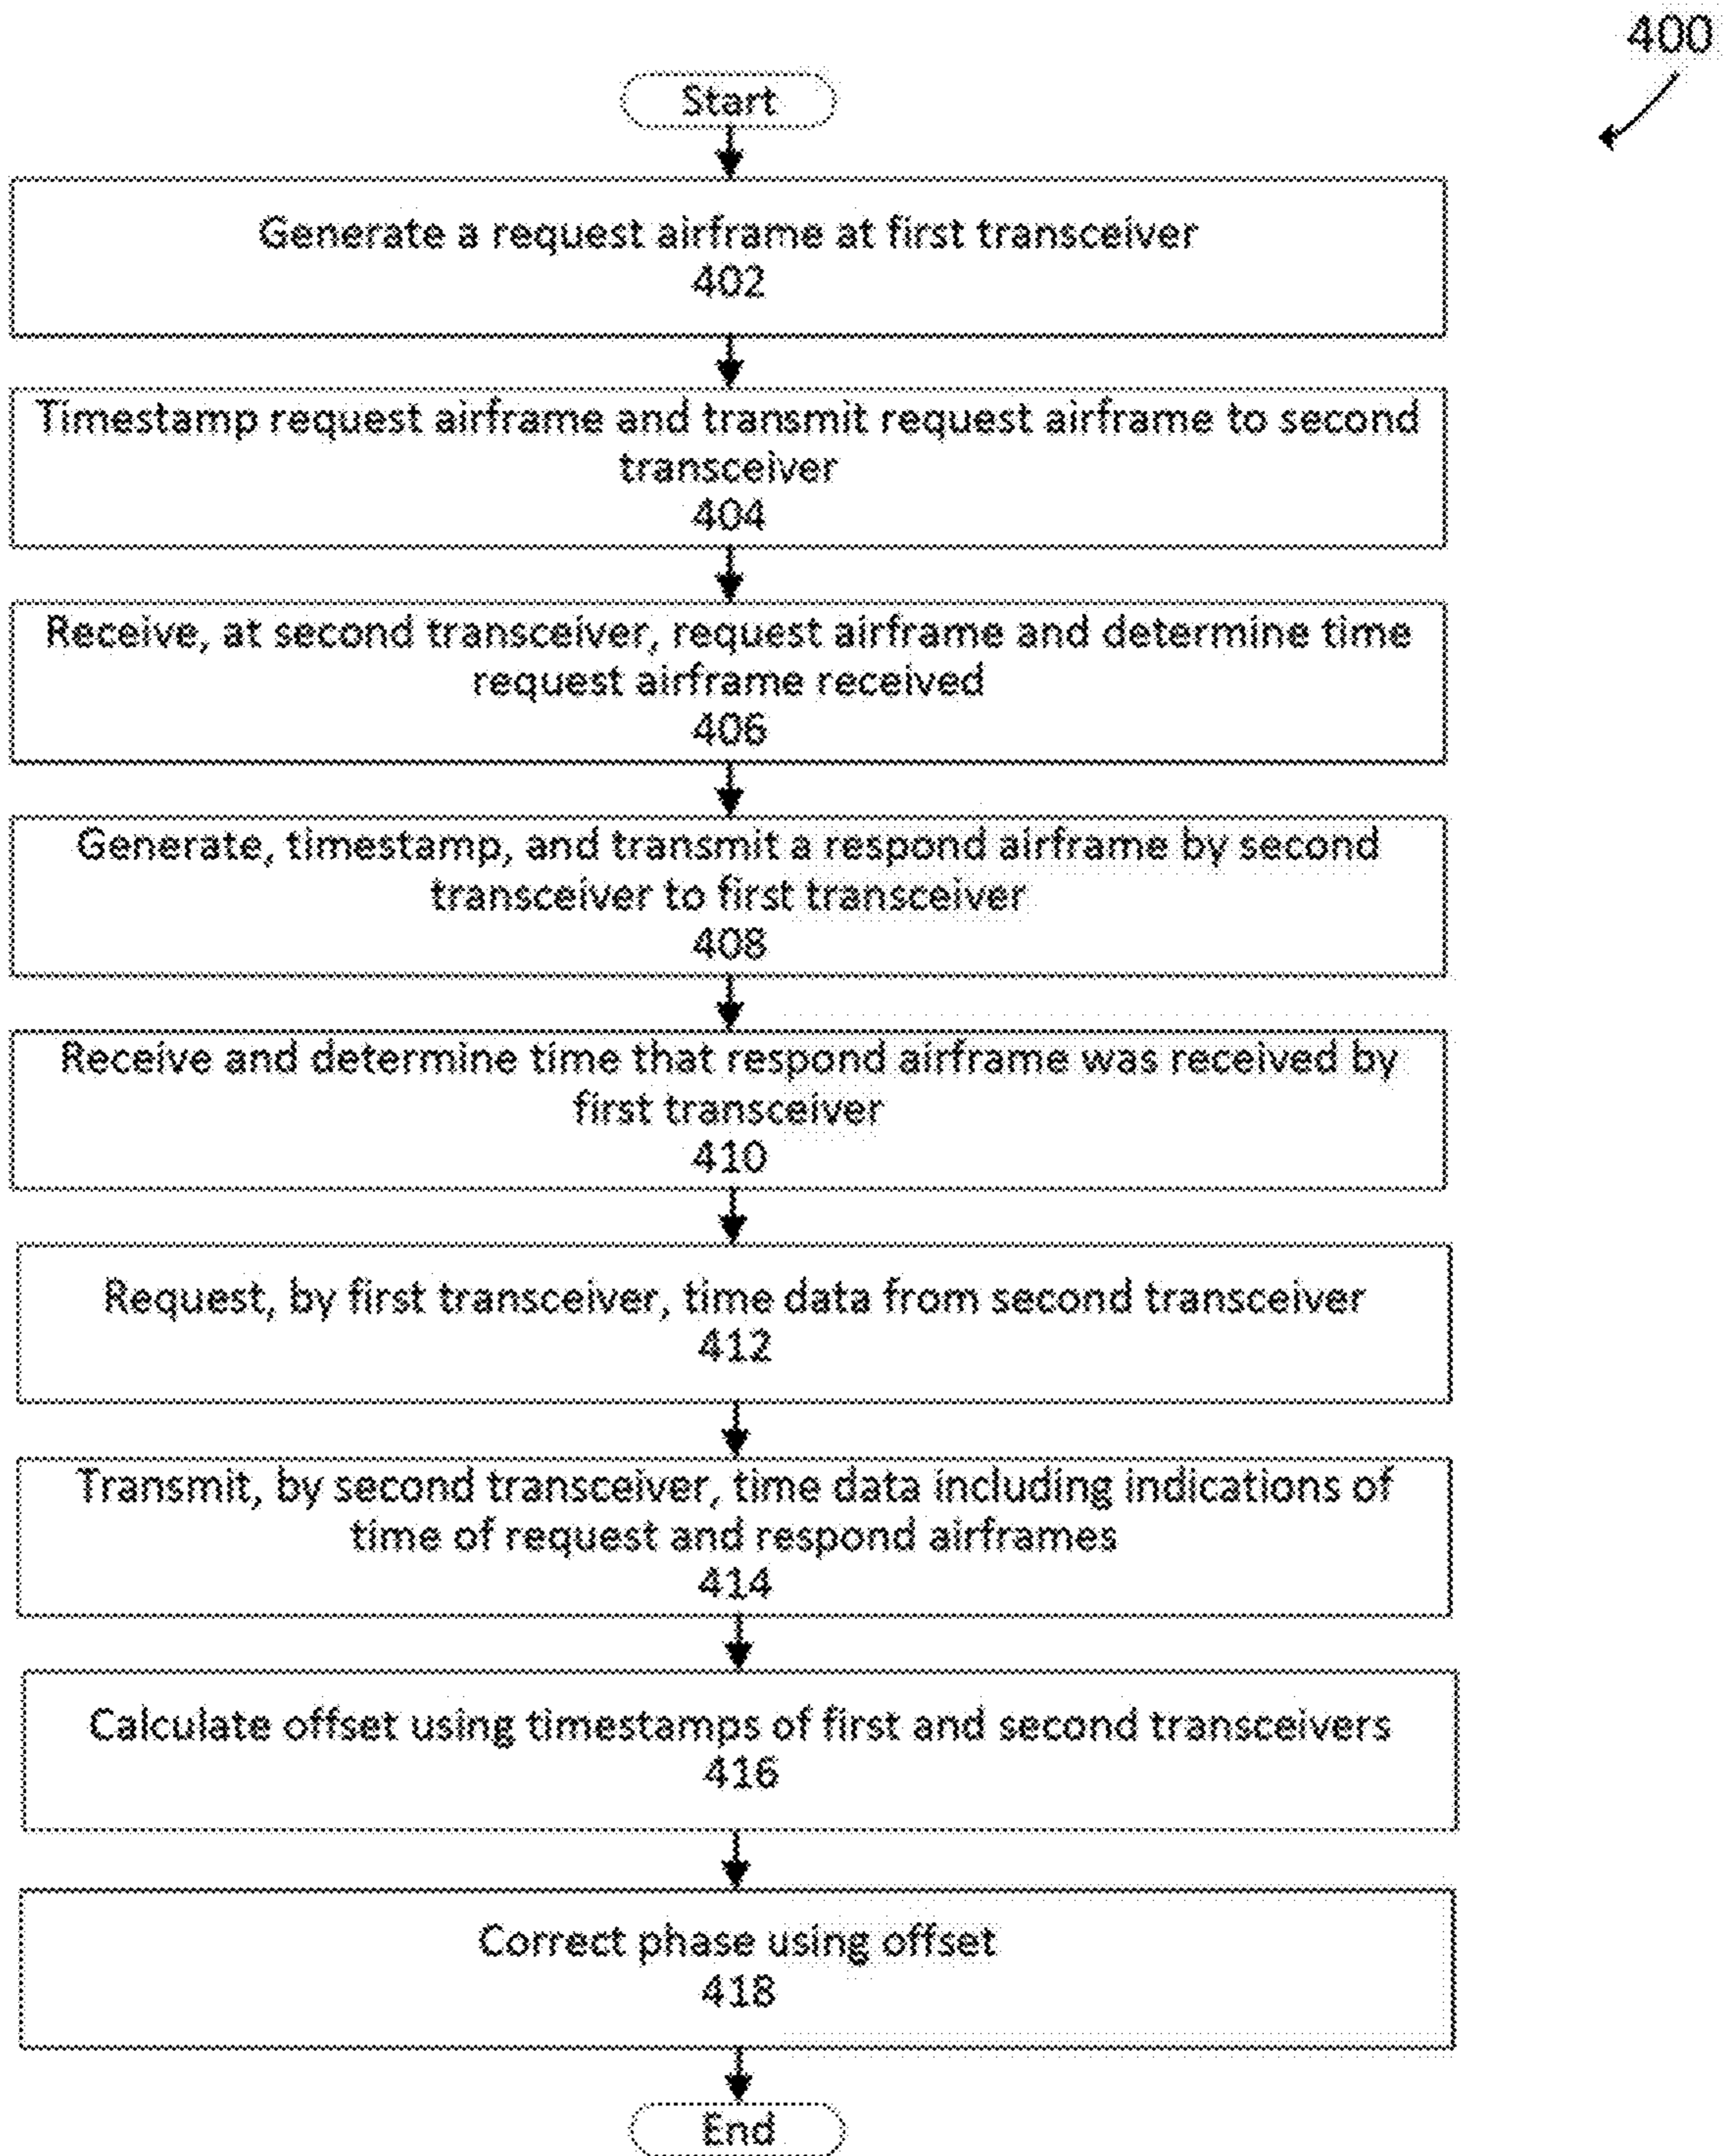 400
Start
Generate a request airframe at first transceiver
402
Timestamp request airframe and transmit request airframe to second
transceiver
404
Receive, at second transceiver, request airframe and determine time
request airframe received
406
Generate, timestamp, and transmit a respond airframe by second
transceiver to first transceiver
408
Receive and determine time that respond airframe was received by
first transceiver
410
Request, by first transceiver, time data from second transceiver
412
Transmit, by second transceiver, time data including indications of
time of request and respond airframes
414
Calculate offset using timestamps of first and second transceivers
416
Correct phase using offset
418
End